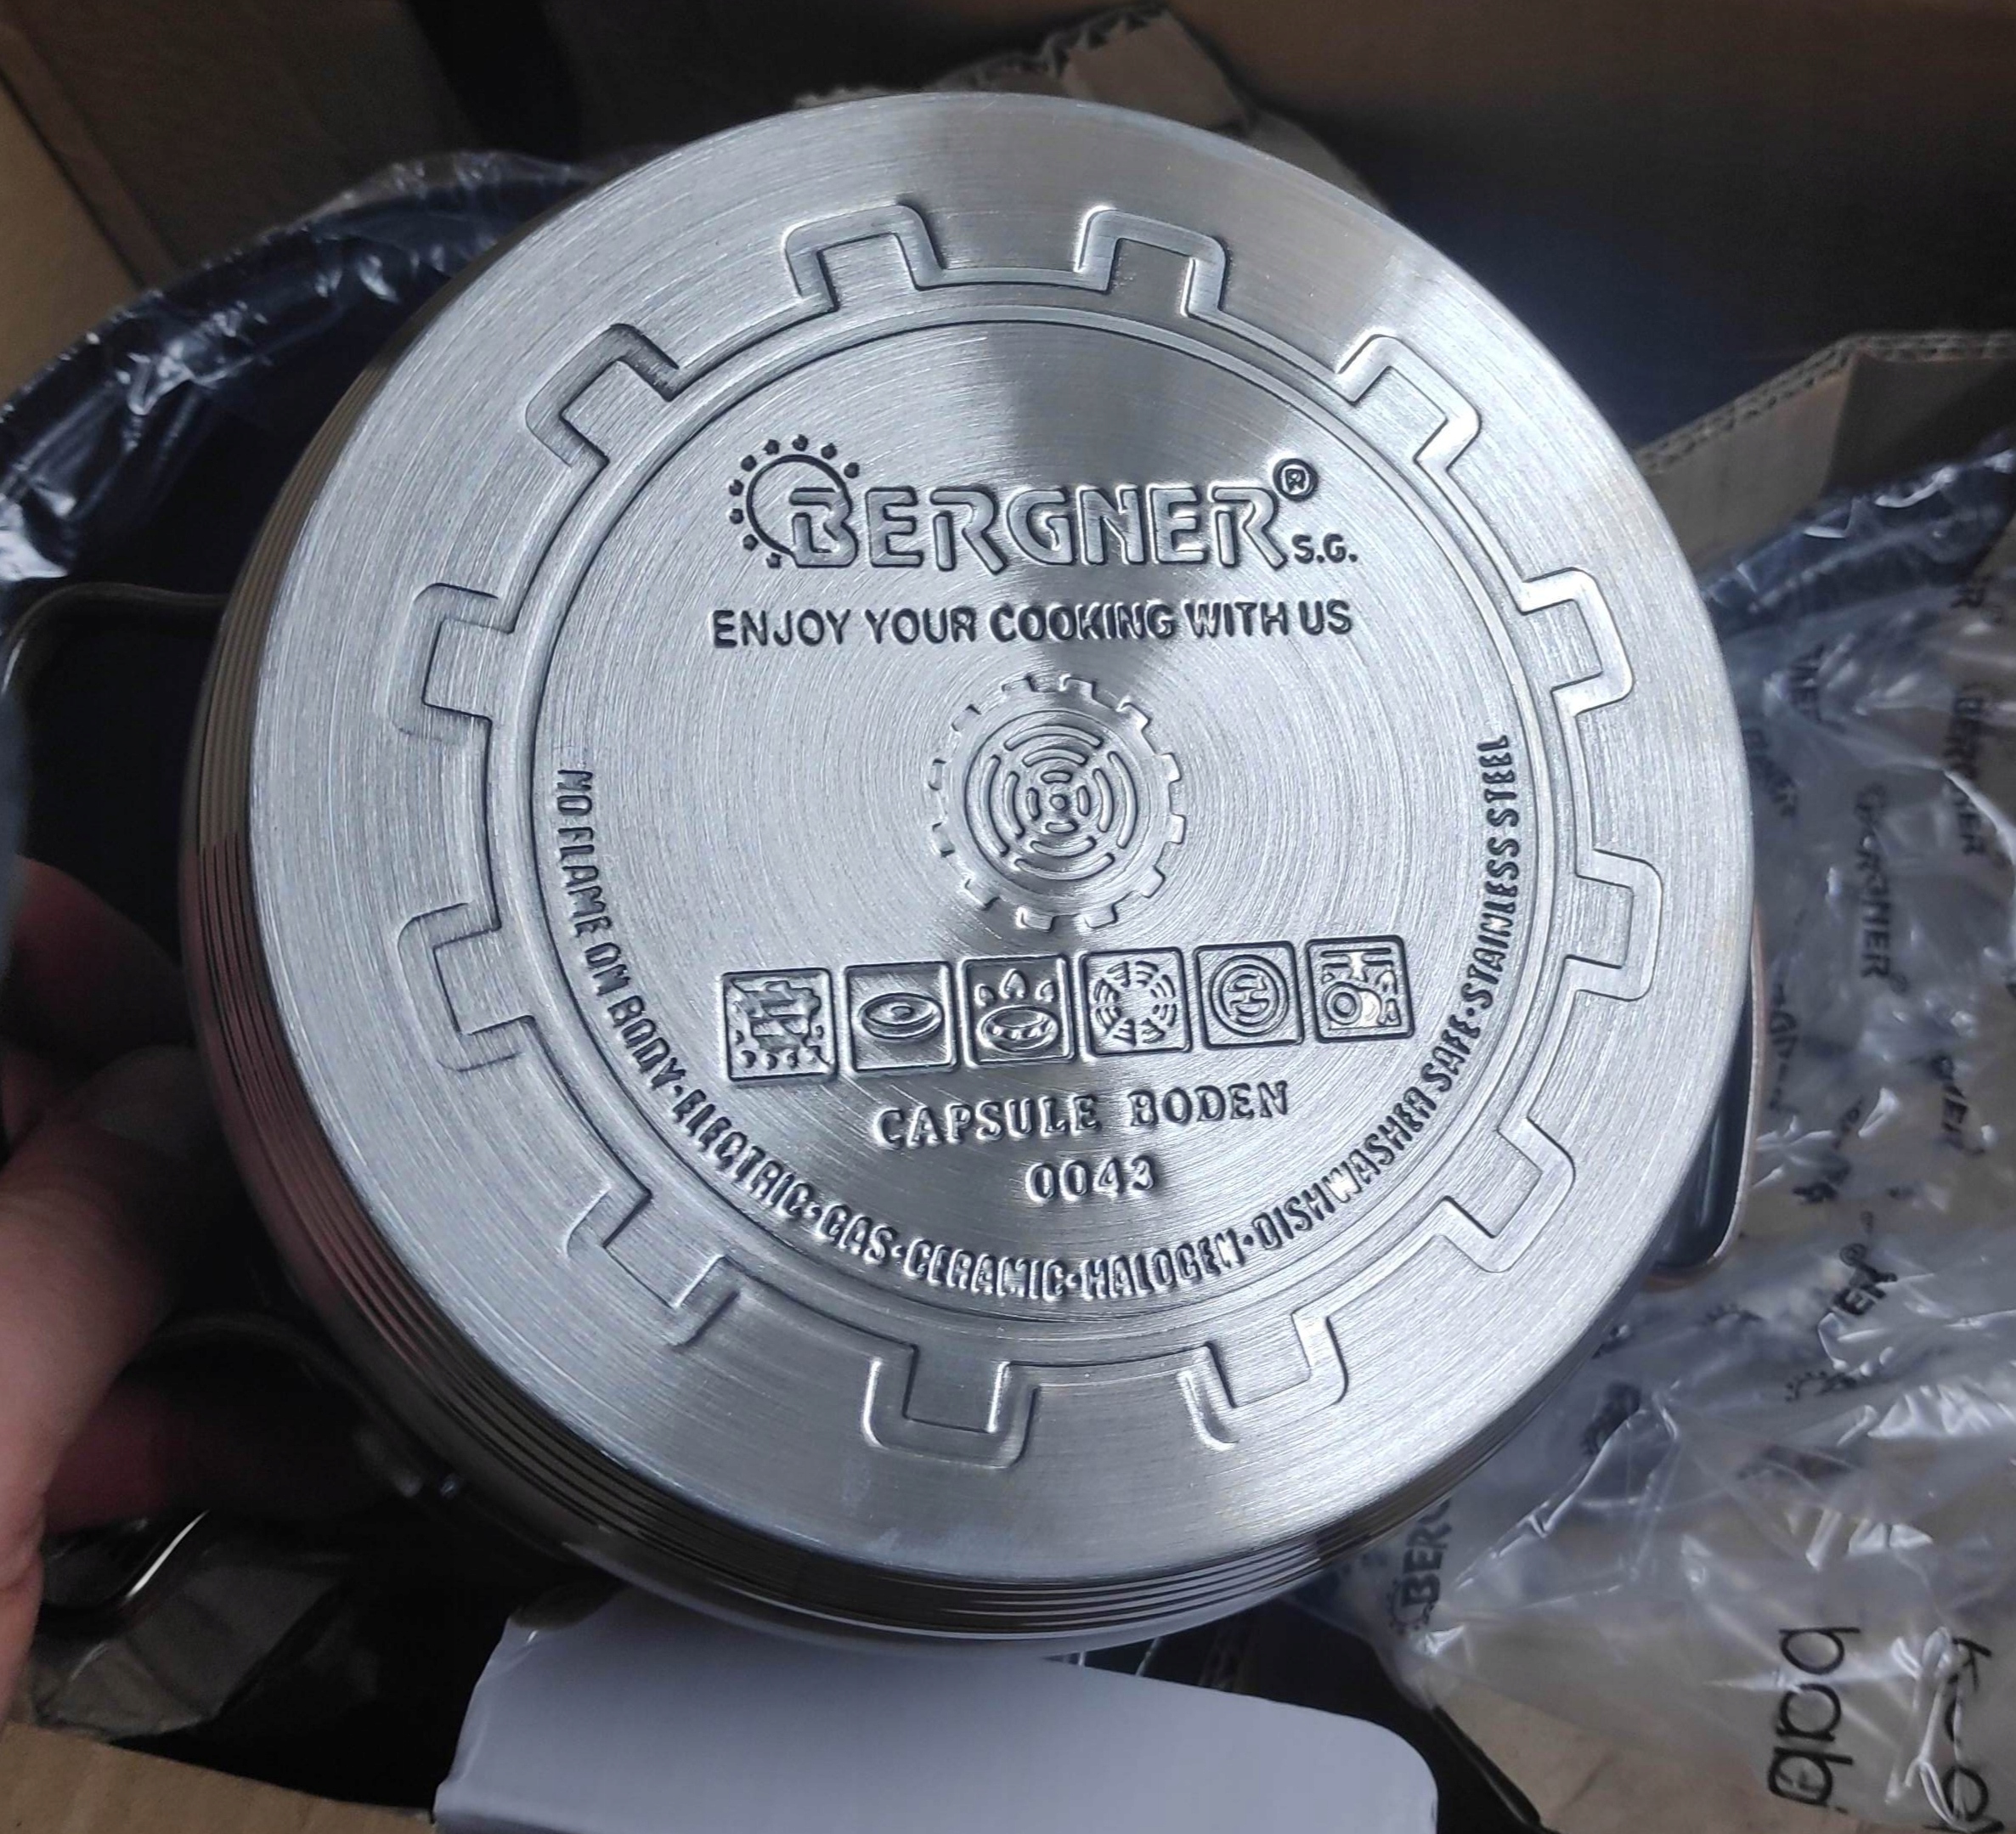 BERGNER® S.G.
ENJOY YOUR COOKING WITH US
CAPSULE BODEN
0043
NO FLAME ON BODY·ELECTRIC·GAS·CERAMIC·HALOGEN·DISHWASHER SAFE·STAINLESS STEEL
BERGNER